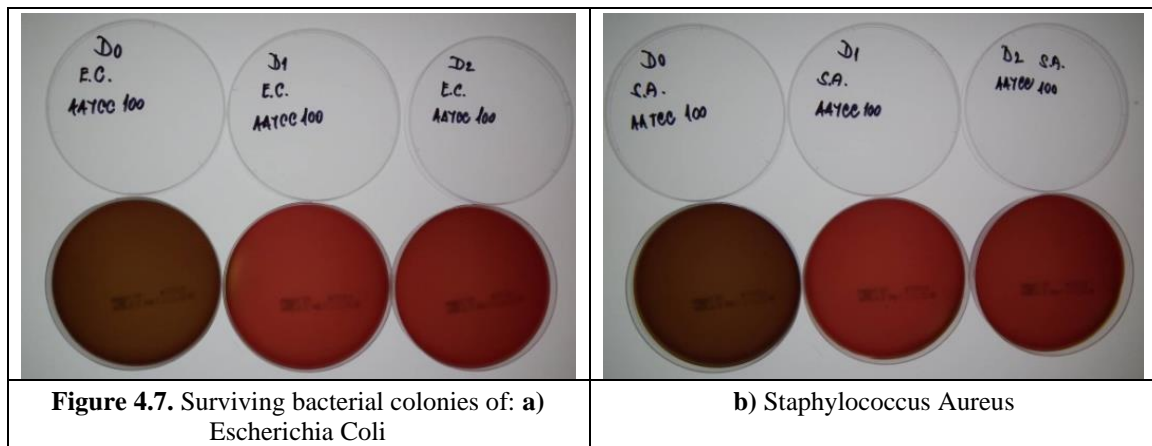 D0
E.C.
AATCC 100
D1
E.C.
AATCC 100
D2
E.C.
AATCC 100
D0
S.A.
AATCC 100
D1
S.A.
AATCC 100
D2 S.A.
AATCC 100
Figure 4.7. Surviving bacterial colonies of: a)
Escherichia Coli
b) Staphylococcus Aureus